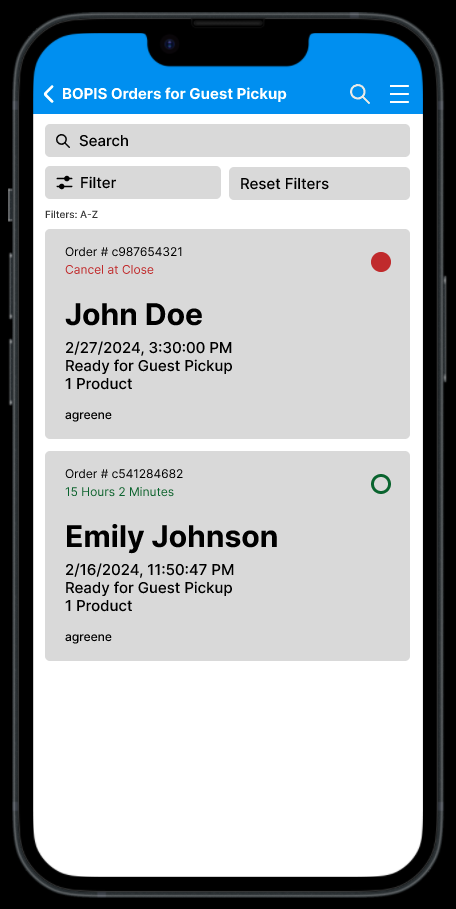 BOPIS Orders for Guest Pickup
Search
Filter
Reset Filters
Filters: A-Z
Order # c987654321
Cancel at Close
John Doe
2/27/2024, 3:30:00 PM
Ready for Guest Pickup
1 Product
agreene
Order # c541284682
15 Hours 2 Minutes
Emily Johnson
2/16/2024, 11:50:47 PM
Ready for Guest Pickup
1 Product
agreene